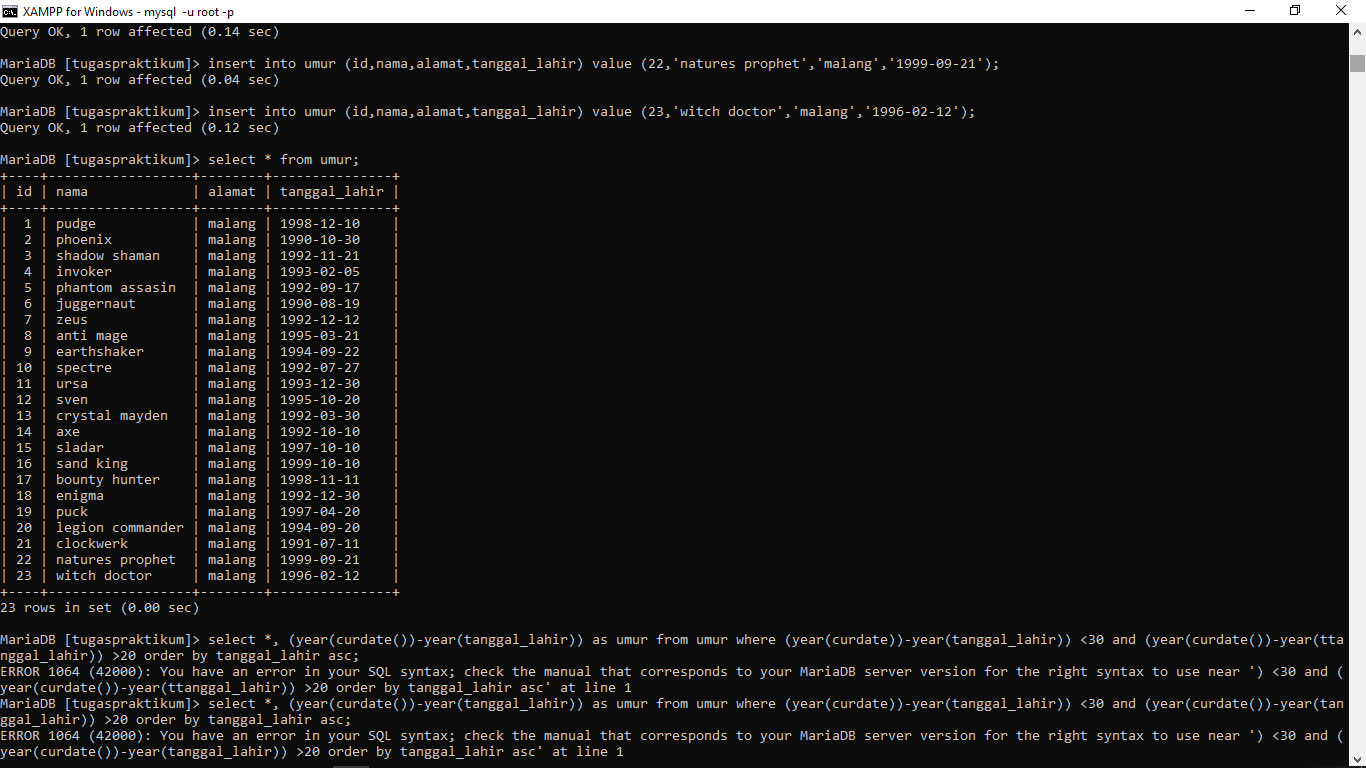 XAMPP for Windows - mysql  -u root -p
Query OK, 1 row affected (0.14 sec)
MariaDB [tugaspraktikum]> insert into umur (id,nama,alamat,tanggal_lahir) value (22,'natures prophet','malang','1999-09-21');
Query OK, 1 row affected (0.04 sec)
MariaDB [tugaspraktikum]> insert into umur (id,nama,alamat,tanggal_lahir) value (23,'witch doctor','malang','1996-02-12');
Query OK, 1 row affected (0.12 sec)
MariaDB [tugaspraktikum]> select * from umur;
+----+------------------+--------+---------------+
| id | nama             | alamat | tanggal_lahir |
+----+------------------+--------+---------------+
|  1 | pudge            | malang | 1998-12-10    |
|  2 | phoenix          | malang | 1990-10-30    |
|  3 | shadow shaman    | malang | 1992-11-21    |
|  4 | invoker          | malang | 1993-02-05    |
|  5 | phantom assasin  | malang | 1992-09-17    |
|  6 | juggernaut       | malang | 1990-08-19    |
|  7 | zeus             | malang | 1992-12-12    |
|  8 | anti mage        | malang | 1995-03-21    |
|  9 | earthshaker      | malang | 1994-09-22    |
| 10 | spectre          | malang | 1992-07-27    |
| 11 | ursa             | malang | 1993-12-30    |
| 12 | sven             | malang | 1995-10-20    |
| 13 | crystal mayden   | malang | 1992-03-30    |
| 14 | axe              | malang | 1992-10-10    |
| 15 | sladar           | malang | 1997-10-10    |
| 16 | sand king        | malang | 1999-10-10    |
| 17 | bounty hunter    | malang | 1998-11-11    |
| 18 | enigma           | malang | 1992-12-30    |
| 19 | puck             | malang | 1997-04-20    |
| 20 | legion commander | malang | 1994-09-20    |
| 21 | clockwerk        | malang | 1991-07-11    |
| 22 | natures prophet  | malang | 1999-09-21    |
| 23 | witch doctor     | malang | 1996-02-12    |
+----+------------------+--------+---------------+
23 rows in set (0.00 sec)
MariaDB [tugaspraktikum]> select *, (year(curdate())-year(tanggal_lahir)) as umur from umur where (year(curdate))-year(tanggal_lahir)) <30 and (year(curdate())-year(tta
nggal_lahir)) >20 order by tanggal_lahir asc;
ERROR 1064 (42000): You have an error in your SQL syntax; check the manual that corresponds to your MariaDB server version for the right syntax to use near ') <30 and (
year(curdate())-year(ttanggal_lahir)) >20 order by tanggal_lahir asc' at line 1
MariaDB [tugaspraktikum]> select *, (year(curdate())-year(tanggal_lahir)) as umur from umur where (year(curdate))-year(tanggal_lahir)) <30 and (year(curdate())-year(tan
ggal_lahir)) >20 order by tanggal_lahir asc;
ERROR 1064 (42000): You have an error in your SQL syntax; check the manual that corresponds to your MariaDB server version for the right syntax to use near ') <30 and (
year(curdate())-year(tanggal_lahir)) >20 order by tanggal_lahir asc' at line 1